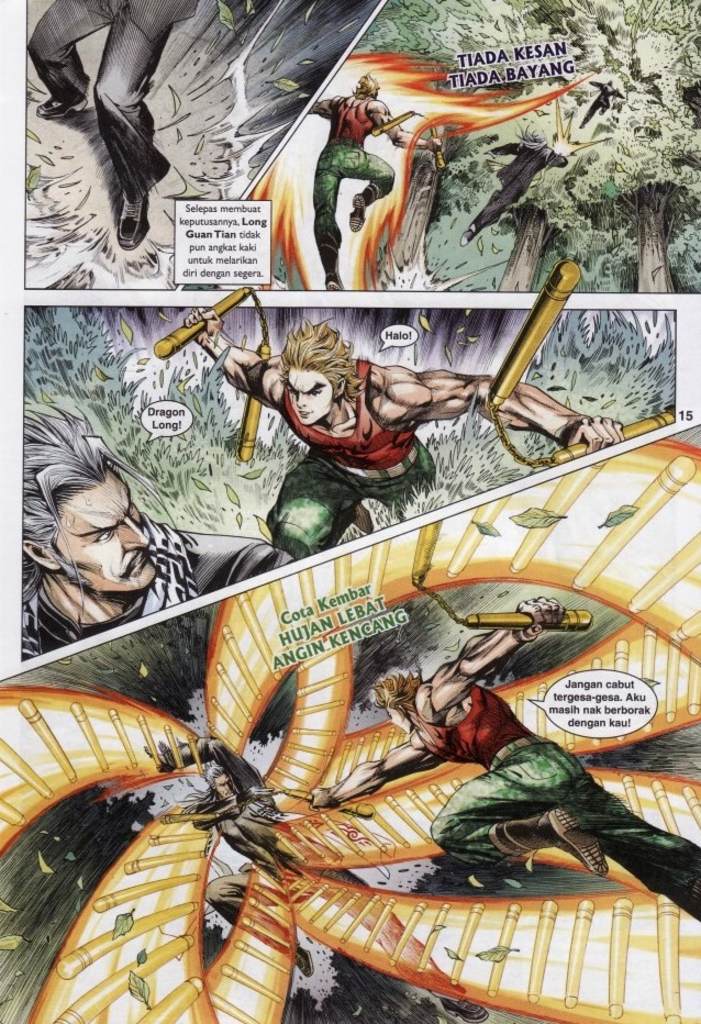 TIADA KESAN
TIADA BAYANG
Selepas membuat
keputusannya, Long
Guan Tian tidak
pun angkat kaki
untuk melarikan
diri dengan segera.
Halo!
Dragon
Long!
15
Cota Kembar
HUJAN LEBAT
ANGIN KENCANG
Jangan cabut
tergesa-gesa. Aku
masih nak berborak
dengan kau!